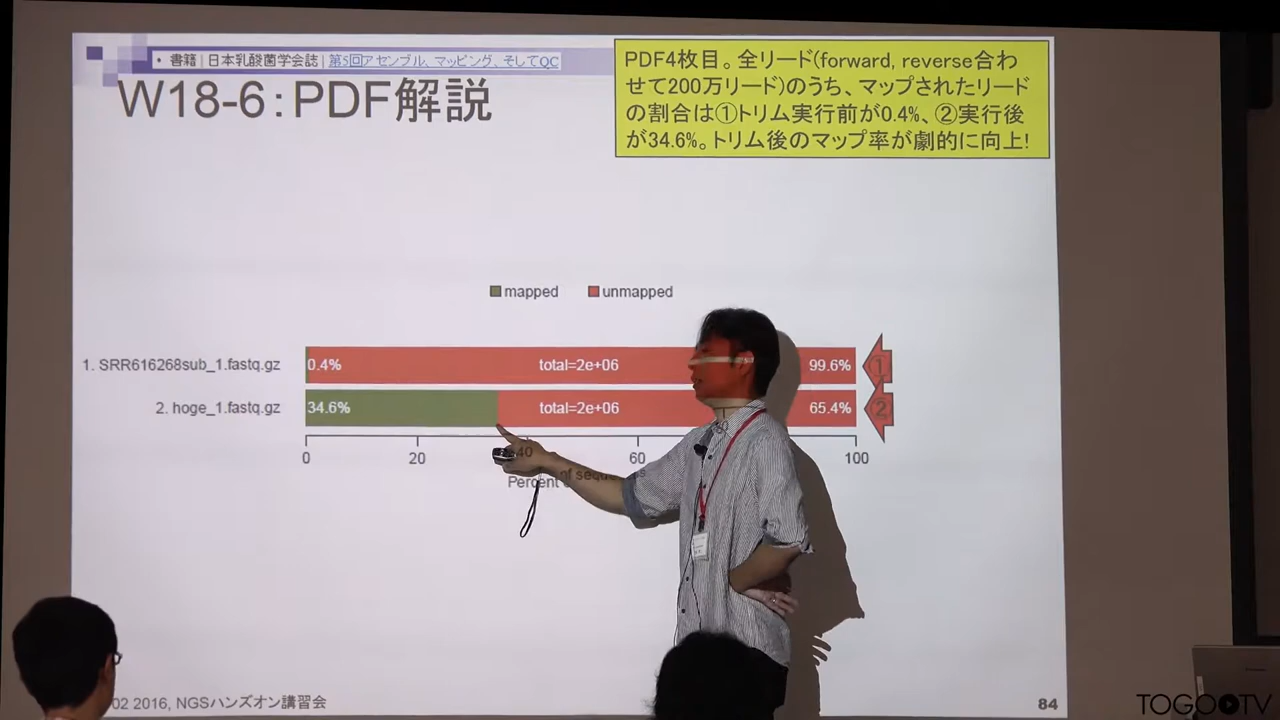 ・ 書籍 | 日本乳酸菌学会誌 | 第5回アセンブル、マッピング、そしてQC
W18-6：PDF解説
PDF4枚目。全リード(forward, reverse合わ
せて200万リード)のうち、マップされたリード
の割合は①トリム実行前が0.4%、②実行後
が34.6%。トリム後のマップ率が劇的に向上!
mapped unmapped
1. SRR616268sub_1.fastq.gz 0.4% total=2e+06 99.6% ①
2. hoge_1.fastq.gz 34.6% total=2e+06 65.4% ②
0 20 40 60 100
Percent of sequences
02 2016, NGSハンズオン講習会
84
TOGOTV